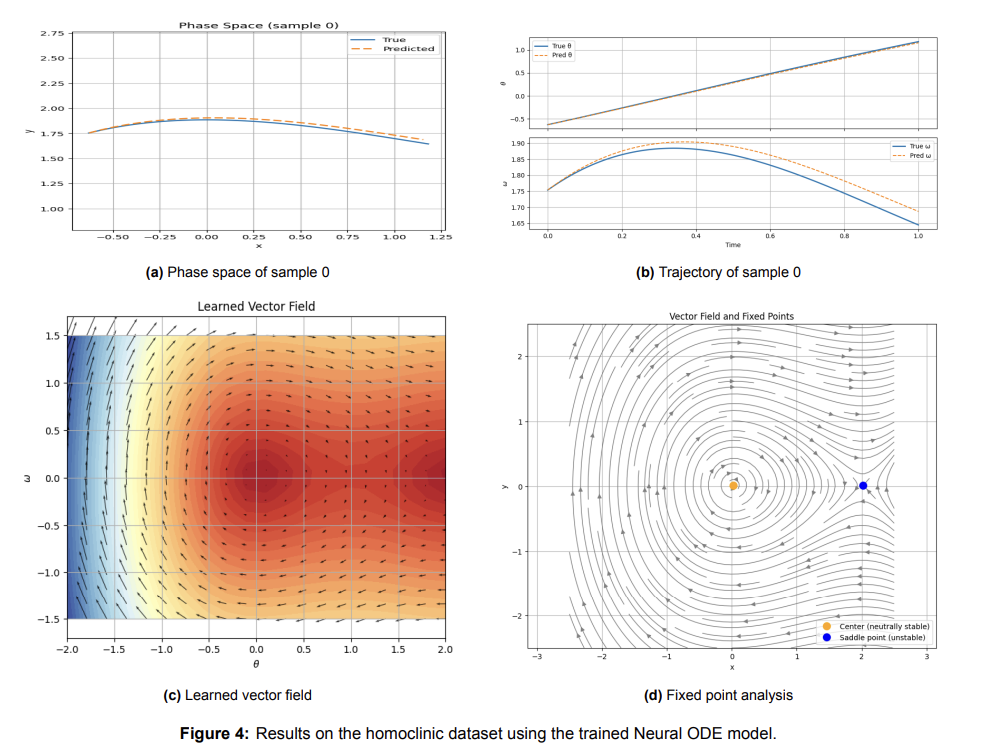 Phase Space (sample 0)
True
Predicted
2.75
2.50
2.25
2.00
1.75
1.50
1.25
1.00
y
−0.50 −0.25 0.00 0.25 0.50 0.75 1.00 1.25
x
(a) Phase space of sample 0
True θ
Pred θ
1.0
0.5
0.0
−0.5
θ
True ω
Pred ω
1.90
1.85
1.80
1.75
1.70
1.65
ω
0.0 0.2 0.4 0.6 0.8 1.0
Time
(b) Trajectory of sample 0
Learned Vector Field
1.5
1.0
0.5
0.0
−0.5
−1.0
−1.5
ω
−2.0 −1.5 −1.0 −0.5 0.0 0.5 1.0 1.5 2.0
θ
(c) Learned vector field
Vector Field and Fixed Points
2
1
0
−1
−2
y
Center (neutrally stable)
Saddle point (unstable)
−3 −2 −1 0 1 2 3
x
(d) Fixed point analysis
Figure 4: Results on the homoclinic dataset using the trained Neural ODE model.